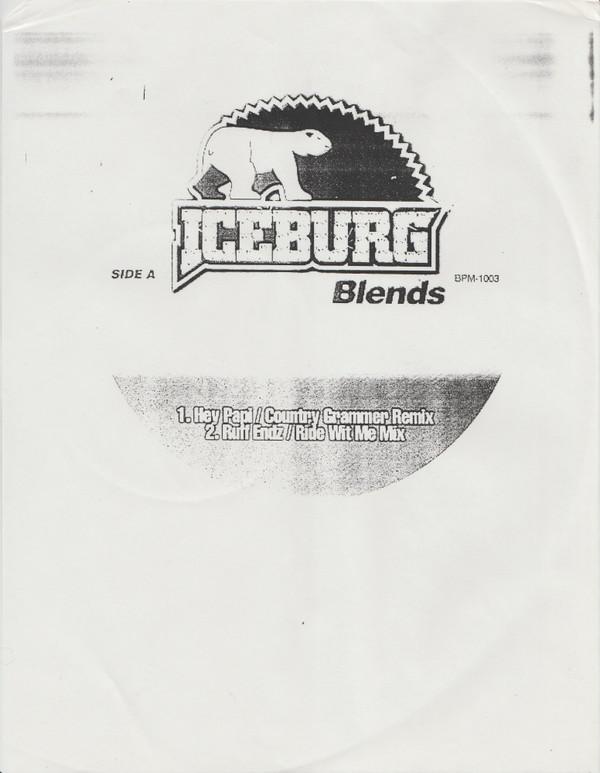 ICEBURG
SIDE A
Blends
BPM-1003
1. Hey Papi / Country Grammer Remix
2. Ruff Endz / Ride Wit Me Mix